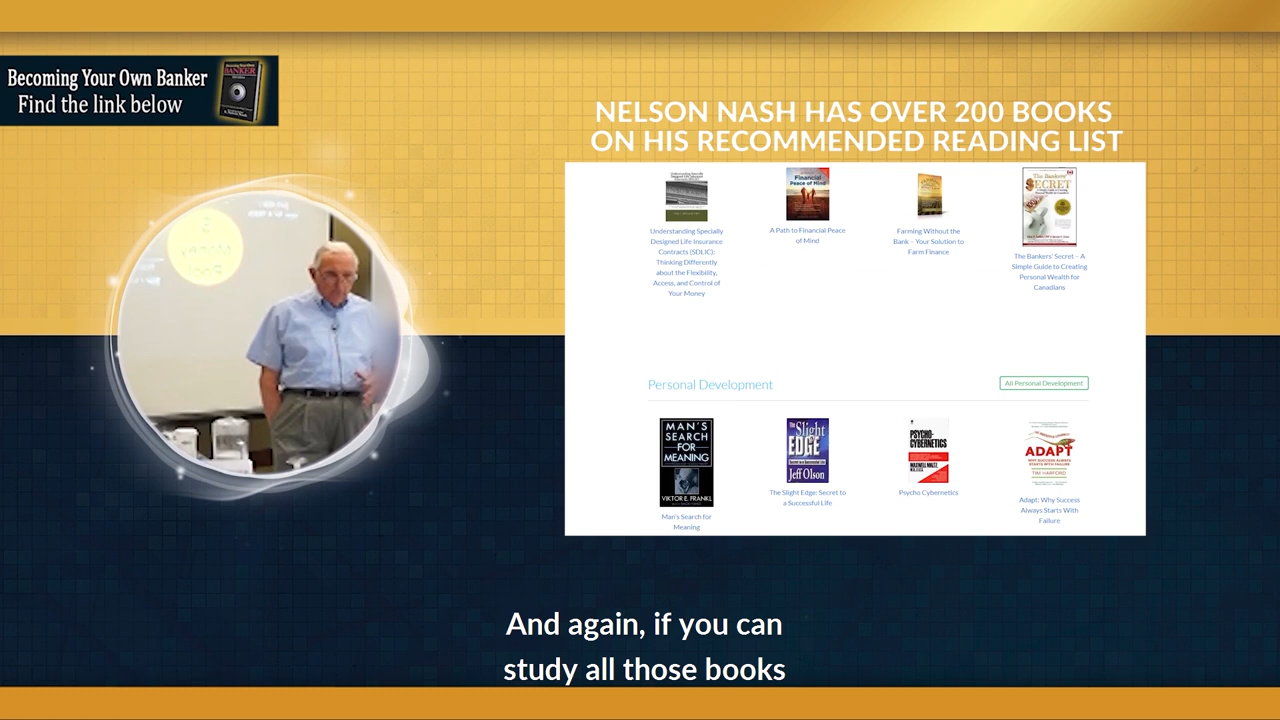 Becoming Your Own Banker
Find the link below
NELSON NASH HAS OVER 200 BOOKS
ON HIS RECOMMENDED READING LIST
Financial
Peace of Mind
The Bankers'
SECRET
Understanding Specially
Designed Life Insurance
Contracts (SDLIC):
Thinking Differently
about the Flexibility,
Access, and Control of
Your Money
A Path to Financial Peace
of Mind
Farming Without the
Bank – Your Solution to
Farm Finance
The Bankers' Secret – A
Simple Guide to Creating
Personal Wealth for
Canadians
Personal Development
All Personal Development
MAN'S
SEARCH
FOR
MEANING
VIKTOR E. FRANKL
Man's Search for
Meaning
The Slight
EDGE
Jeff Olson
The Slight Edge: Secret to
a Successful Life
PSYCHO-
CYBERNETICS
MAXWELL MALTZ
Psycho Cybernetics
ADAPT
WHY SUCCESS ALWAYS
STARTS WITH FAILURE
TIM HARFORD
Adapt: Why Success
Always Starts With
Failure
And again, if you can
study all those books